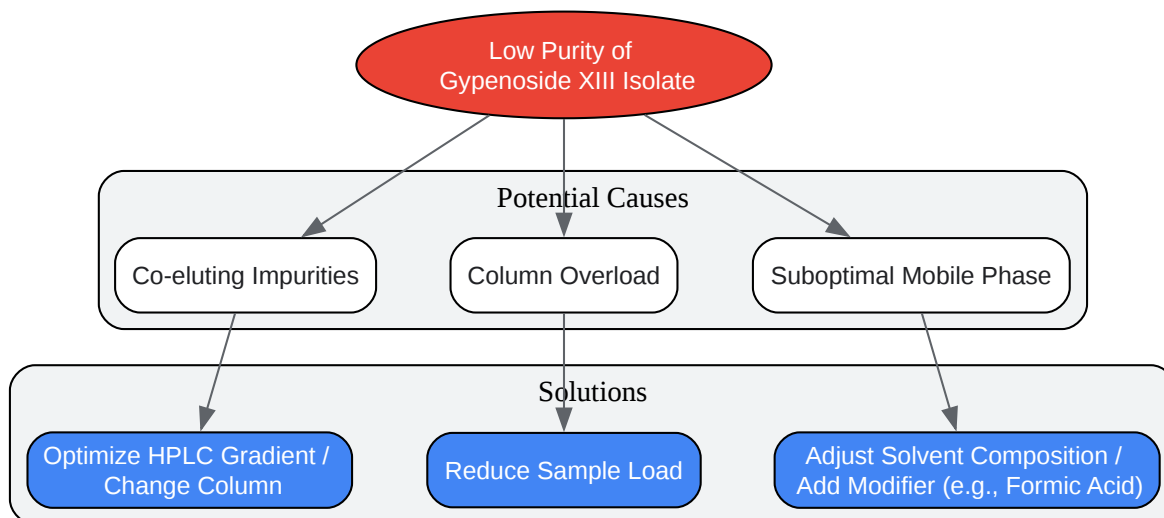 Low Purity of
Gypenoside XIII Isolate
Potential Causes
Co-eluting Impurities
Column Overload
Suboptimal Mobile Phase
Solutions
Optimize HPLC Gradient /
Change Column
Reduce Sample Load
Adjust Solvent Composition /
Add Modifier (e.g., Formic Acid)